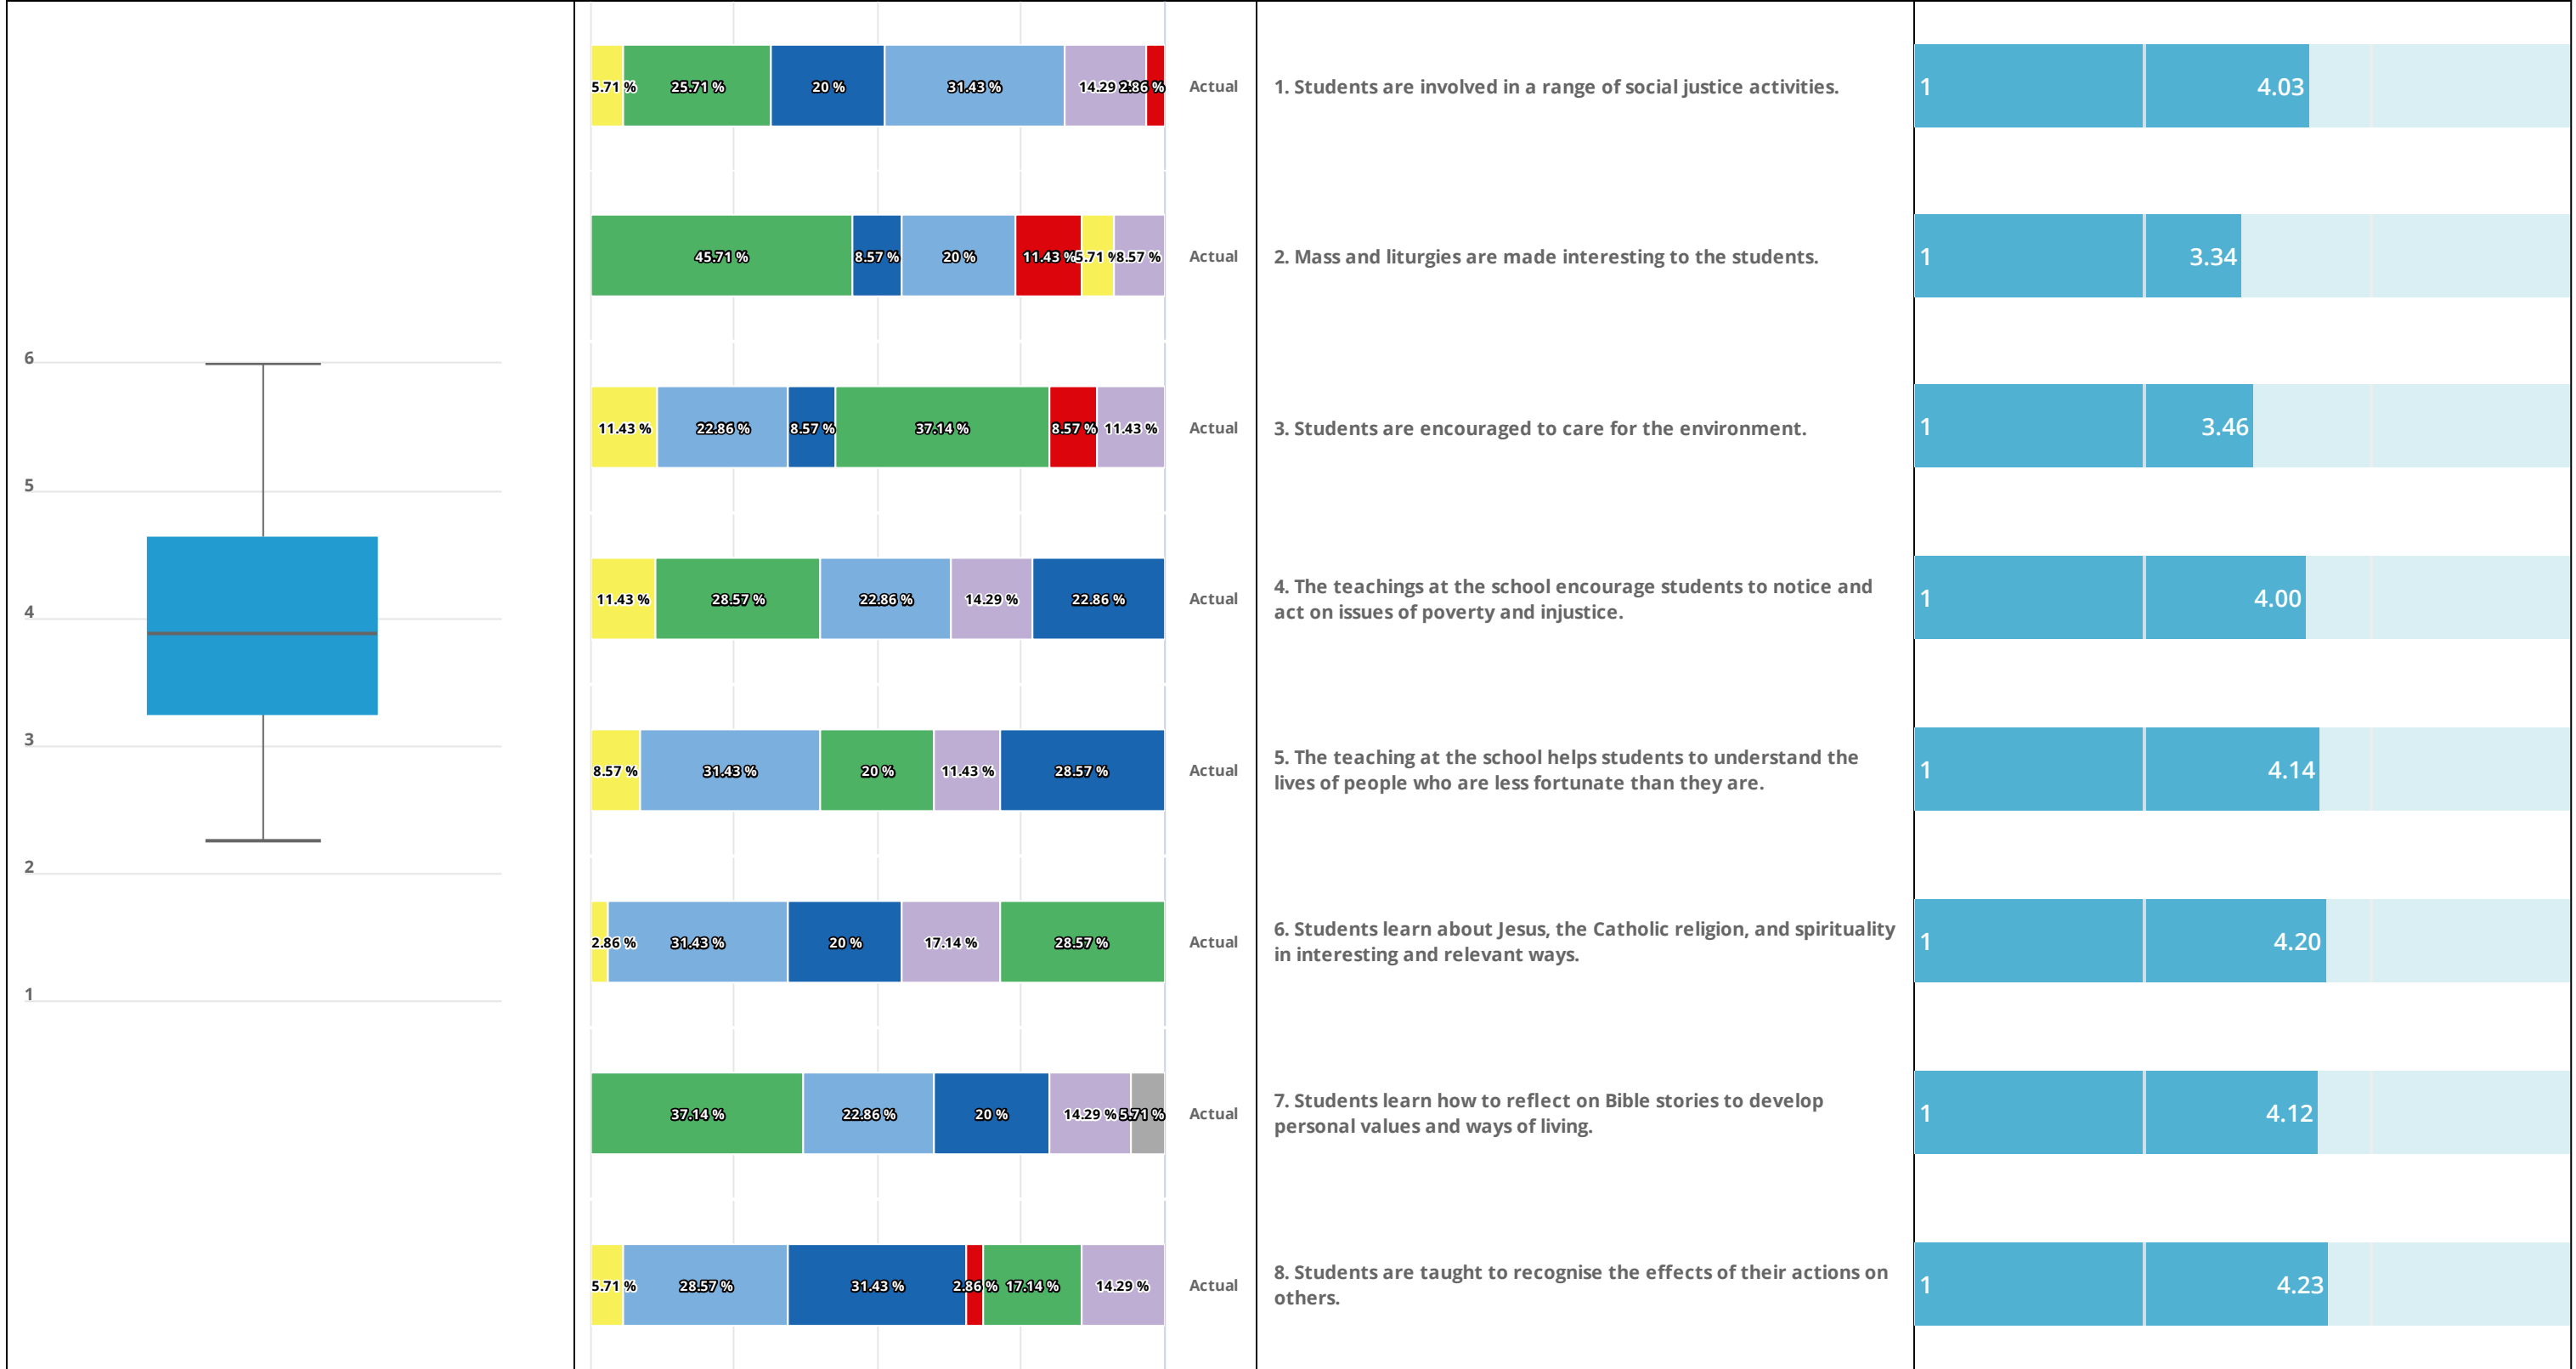 6
5
4
3
2
1
5.71 % 25.71 % 20 % 31.43 % 14.29 2.86 % Actual
1. Students are involved in a range of social justice activities.
1 4.03
45.71 % 8.57 % 20 % 11.43 % 5.71 % 8.57 % Actual
2. Mass and liturgies are made interesting to the students.
1 3.34
11.43 % 22.86 % 8.57 % 37.14 % 8.57 % 11.43 % Actual
3. Students are encouraged to care for the environment.
1 3.46
11.43 % 28.57 % 22.86 % 14.29 % 22.86 % Actual
4. The teachings at the school encourage students to notice and
act on issues of poverty and injustice.
1 4.00
8.57 % 31.43 % 20 % 11.43 % 28.57 % Actual
5. The teaching at the school helps students to understand the
lives of people who are less fortunate than they are.
1 4.14
2.86 % 31.43 % 20 % 17.14 % 28.57 % Actual
6. Students learn about Jesus, the Catholic religion, and spirituality
in interesting and relevant ways.
1 4.20
37.14 % 22.86 % 20 % 14.29 % 5.71 % Actual
7. Students learn how to reflect on Bible stories to develop
personal values and ways of living.
1 4.12
5.71 % 28.57 % 31.43 % 2.86 % 17.14 % 14.29 % Actual
8. Students are taught to recognise the effects of their actions on
others.
1 4.23